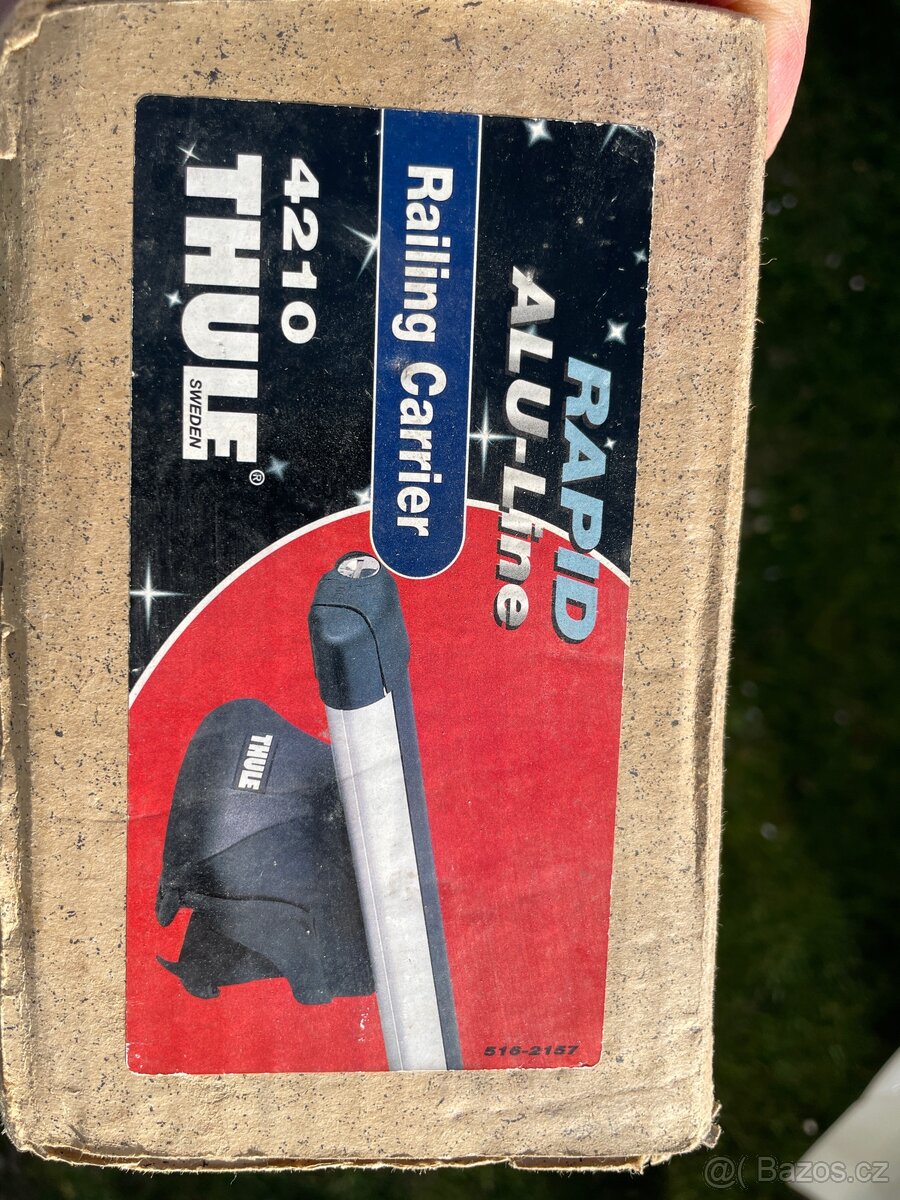 RAPID
ALU-Line
Railing Carrier
4210
THULE
SWEDEN
®
THULE
516-2157
@( Bazos.cz